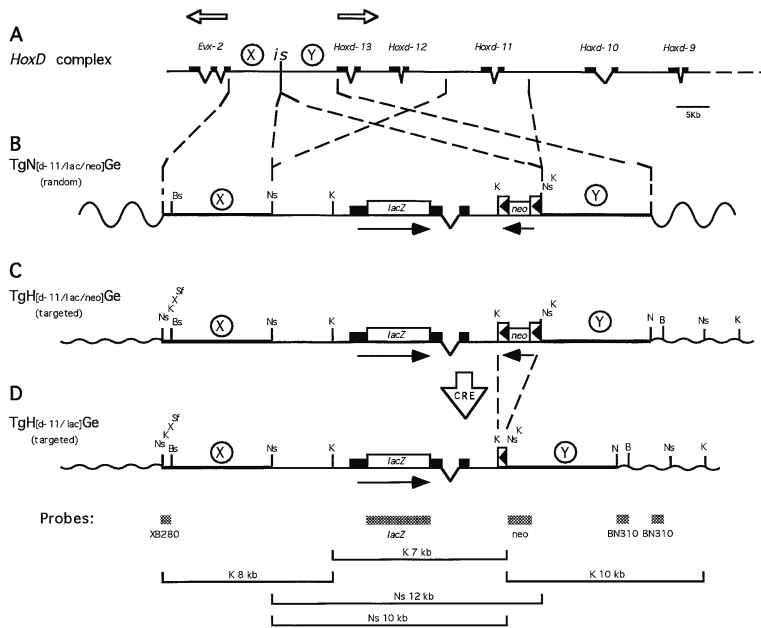 A
HoxD complex
Evx-2 X is Y Hoxd-13 Hoxd-12 Hoxd-11 Hoxd-10 Hoxd-9
5Kb
B
TgN[d-11/lac/neo]Ge
(random)
Bs X Ns K lacZ K neo Ns K Y
C
TgH[d-11/lac/neo]Ge
(targeted)
Ns K X Sf Bs X Ns K lacZ K neo Ns K Y N B Ns K
CRE
D
TgH[d-11/lac]Ge
(targeted)
Ns K X Sf Bs X Ns K lacZ K Ns K Y N B Ns K
Probes:
XB280 lacZ neo BN310 BN310
K 7 kb
K 8 kb K 10 kb
Ns 12 kb
Ns 10 kb